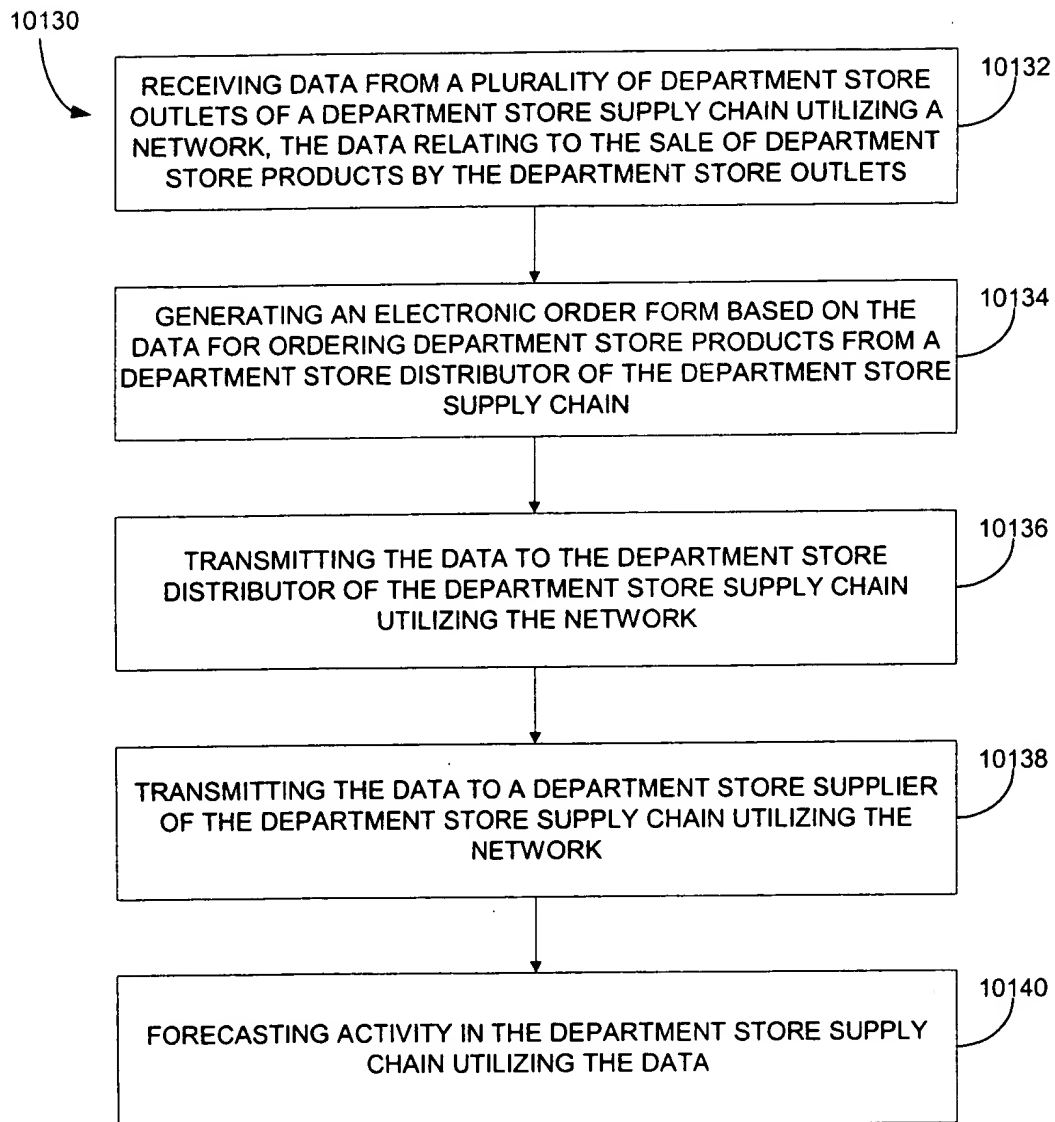 10130
RECEIVING DATA FROM A PLURALITY OF DEPARTMENT STORE
OUTLETS OF A DEPARTMENT STORE SUPPLY CHAIN UTILIZING A
NETWORK, THE DATA RELATING TO THE SALE OF DEPARTMENT
STORE PRODUCTS BY THE DEPARTMENT STORE OUTLETS
10132
GENERATING AN ELECTRONIC ORDER FORM BASED ON THE
DATA FOR ORDERING DEPARTMENT STORE PRODUCTS FROM A
DEPARTMENT STORE DISTRIBUTOR OF THE DEPARTMENT STORE
SUPPLY CHAIN
10134
TRANSMITTING THE DATA TO THE DEPARTMENT STORE
DISTRIBUTOR OF THE DEPARTMENT STORE SUPPLY CHAIN
UTILIZING THE NETWORK
10136
TRANSMITTING THE DATA TO A DEPARTMENT STORE SUPPLIER
OF THE DEPARTMENT STORE SUPPLY CHAIN UTILIZING THE
NETWORK
10138
FORECASTING ACTIVITY IN THE DEPARTMENT STORE SUPPLY
CHAIN UTILIZING THE DATA
10140